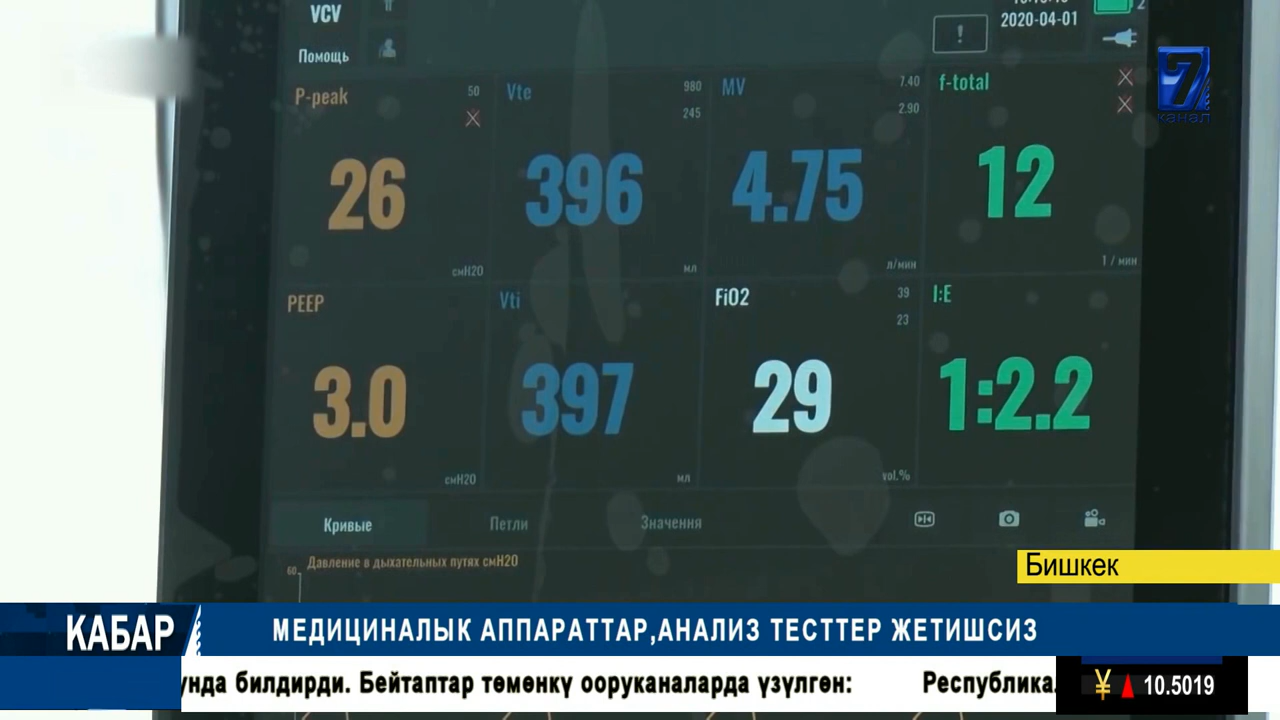 VCV
2020-04-01
2
Помощь
P-peak 50
26
смH2O
Vte 980
245
396
мл
MV 7.40
2.90
4.75
л/мин
f-total
12
1 / мин
7
канал
PEEP
3.0
смH2O
Vti
397
мл
FiO2 39
23
29
vol.%
I:E
1:2.2
Кривые Петли Значення
60
Давление в дыхательных путях смH2O
Бишкек
КАБАР
МЕДИЦИНАЛЫК АППАРАТТАР,АНАЛИЗ ТЕСТТЕР ЖЕТИШСИЗ
унда билдирди. Бейтаптар төмөнкү ооруканаларда үзүлгөн: Республика
¥ 10.5019